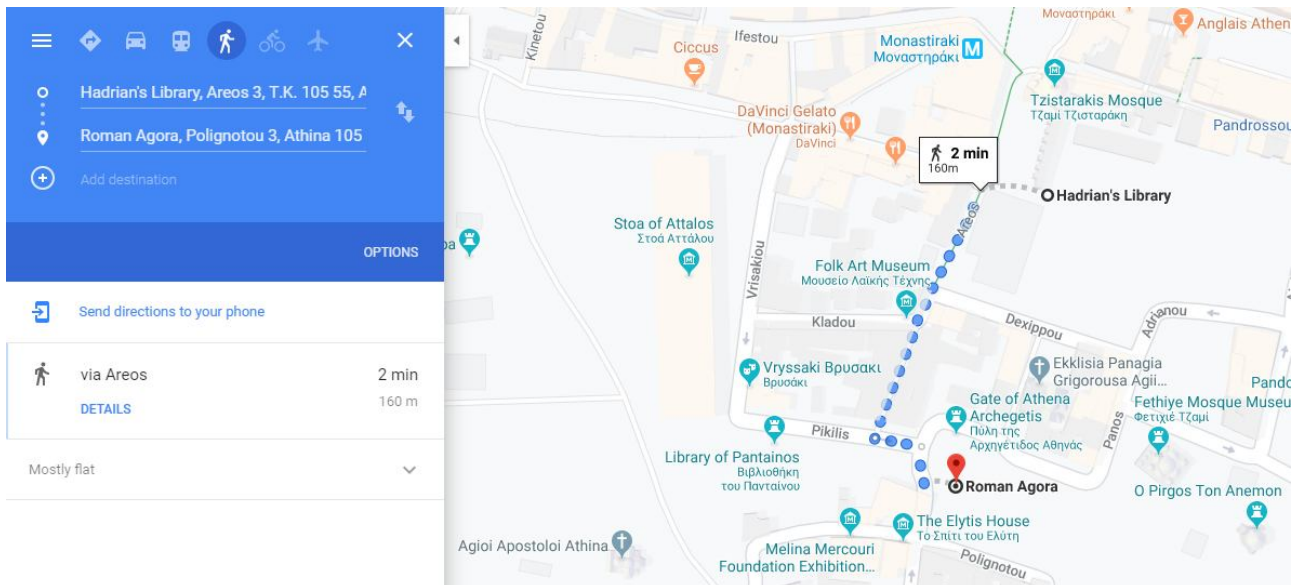 Hadrian's Library, Areos 3, T.K. 105 55, A
Roman Agora, Polignotou 3, Athina 105
Add destination
OPTIONS
Send directions to your phone
via Areos
2 min
160 m
DETAILS
Mostly flat
Kinetou
Ciccus
Ifestou
Monastiraki
Μοναστηράκι
M
Μοναστηράκι
Anglais Athen
Tzistarakis Mosque
Τζαμί Τζισταράκη
Pandrossou
DaVinci Gelato
(Monastiraki)
DaVinci
2 min
160m
Hadrian's Library
Areos
Stoa of Attalos
Στοά Αττάλου
Vrisakiou
Folk Art Museum
Μουσείο Λαϊκής Τέχνης
Kladou
Dexippou
Adrianou
Vryssaki Βρυσακι
Βρυσάκι
Ekklisia Panagia
Grigorousa Agii...
Gate of Athena
Archegetis
Πύλη της
Αρχηγέτιδος Αθηνάς
Panos
Fethiye Mosque Museu
Φετιχιέ Τζαμί
Pikilis
Library of Pantainos
Βιβλιοθήκη
του Πανταίνου
Roman Agora
O Pirgos Ton Anemon
The Elytis House
Το Σπίτι του Ελύτη
Agioi Apostoloi Athina
Melina Mercouri
Foundation Exhibition...
Polignotou